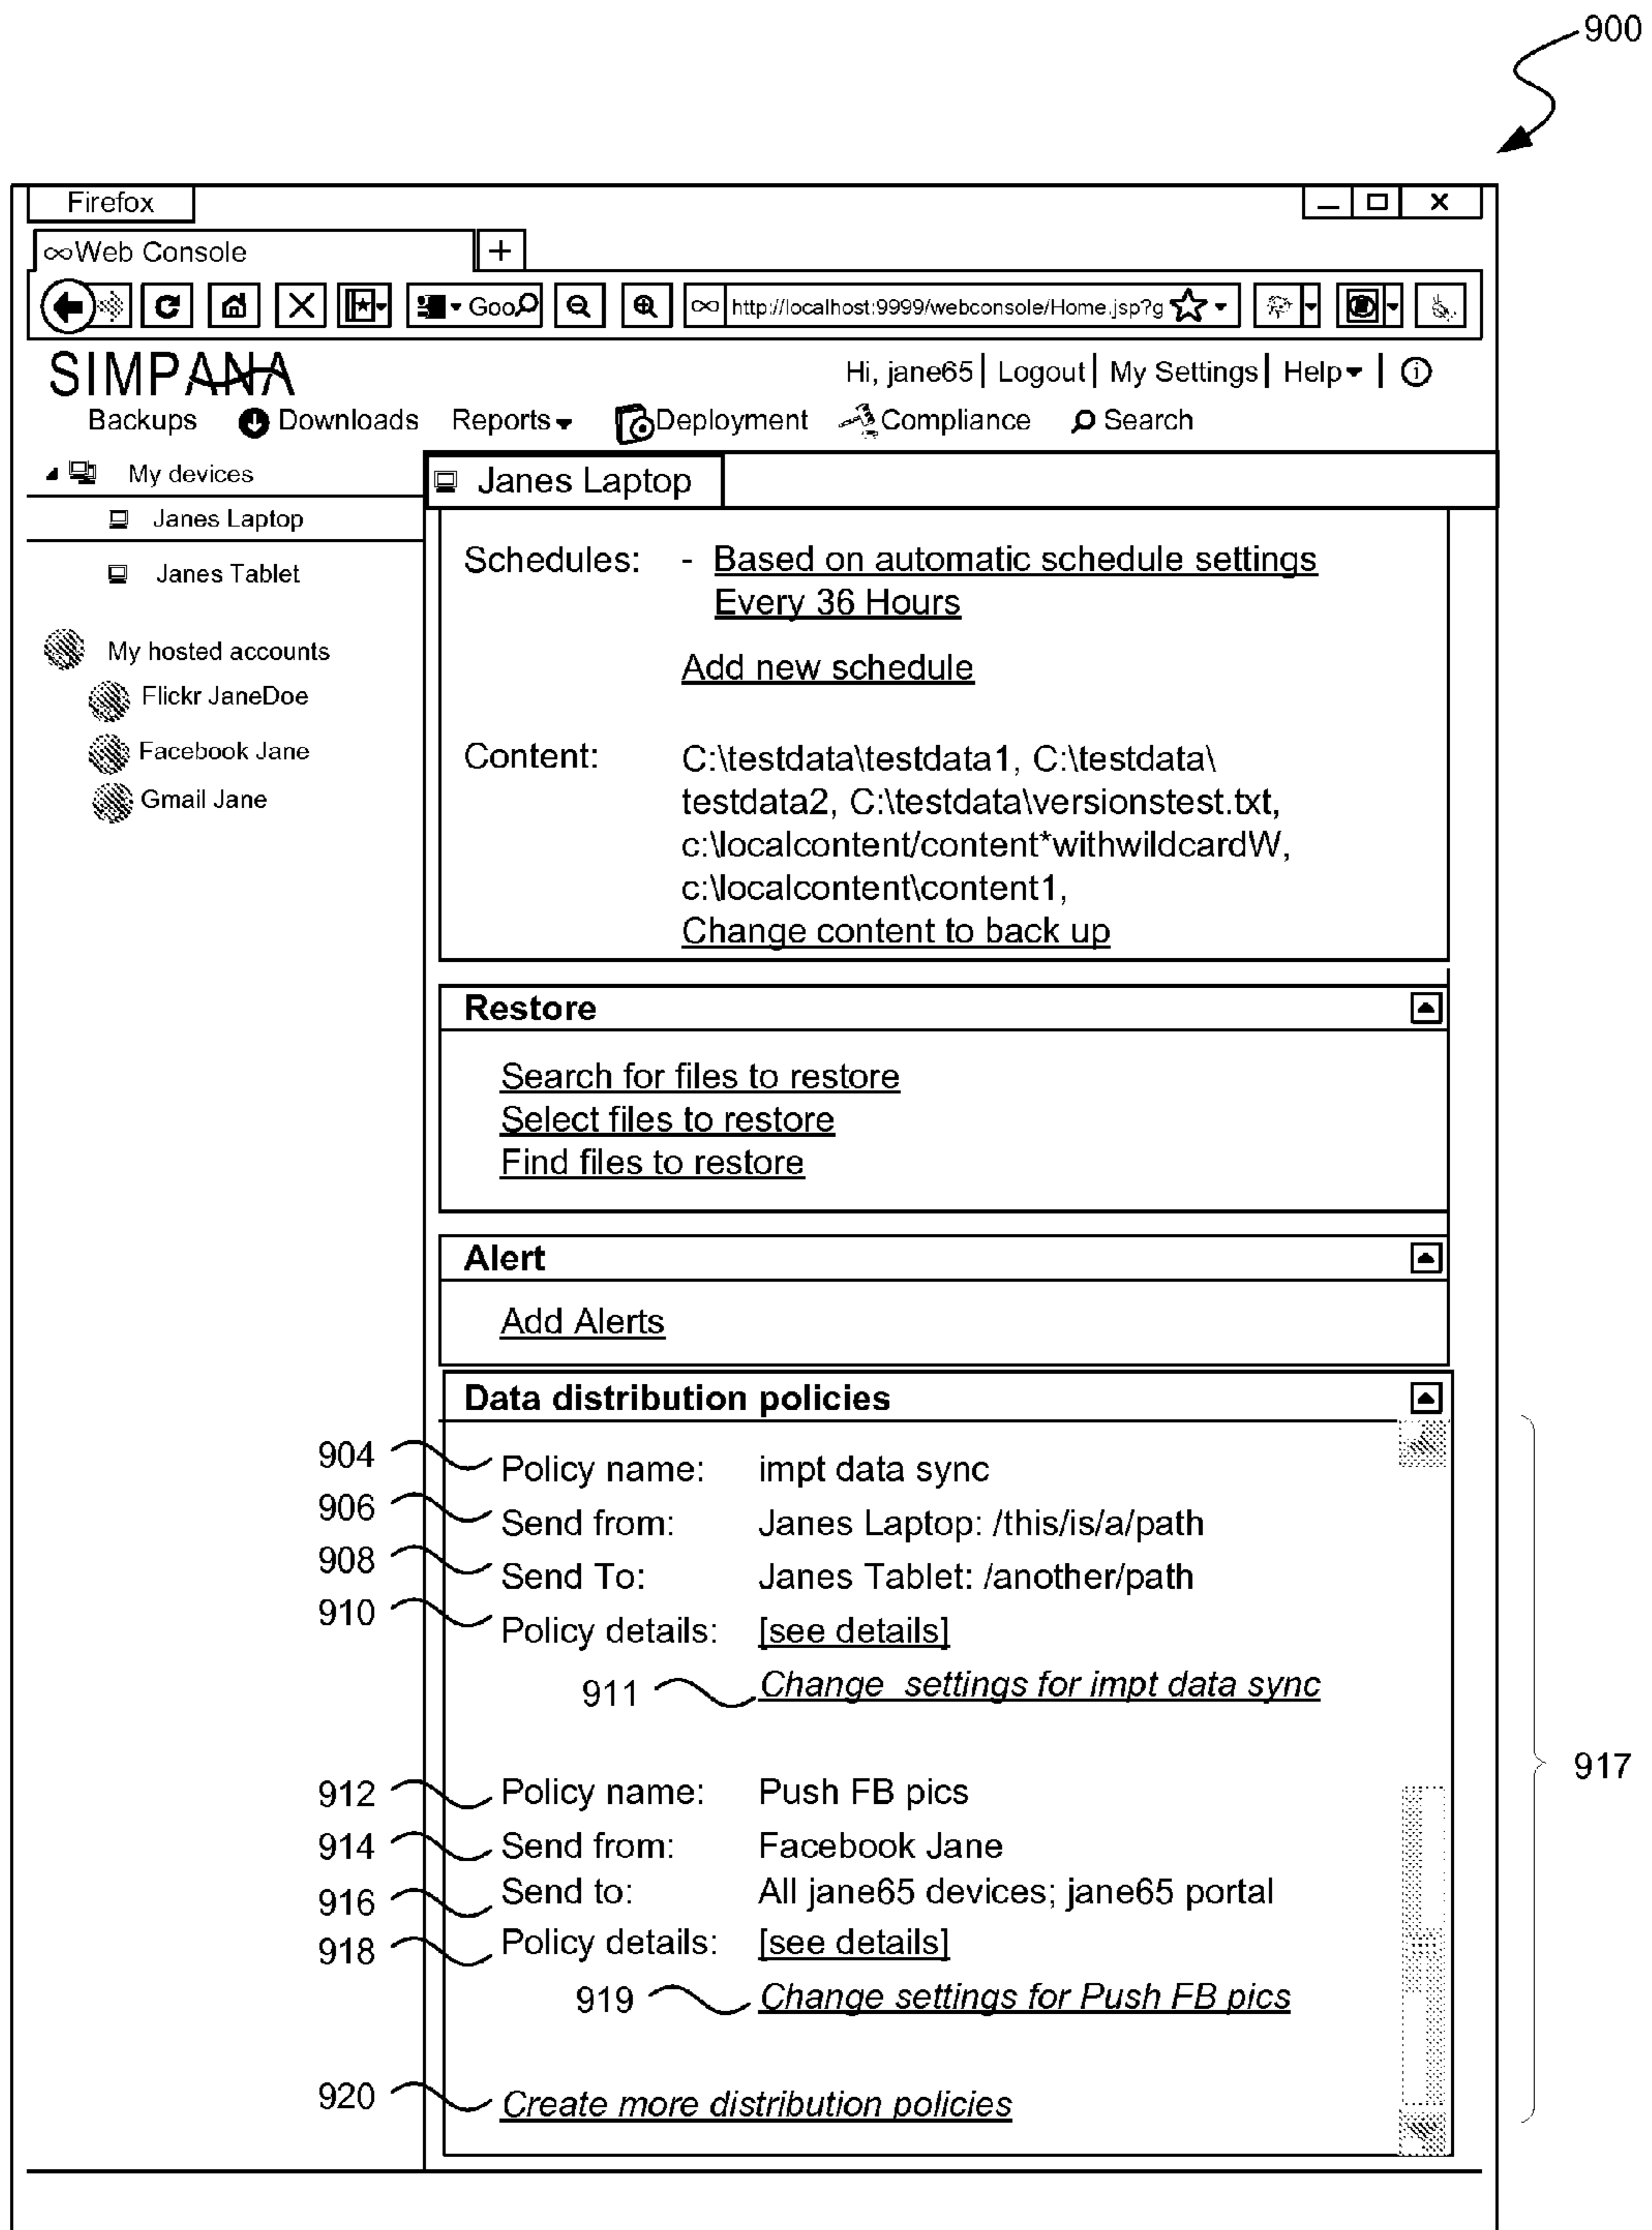 900
Firefox
∞Web Console +
Goo http://localhost:9999/webconsole/Home.jsp?g
SIMPANA
Hi, jane65 | Logout | My Settings | Help | i
Backups Downloads Reports Deployment Compliance Search
My devices
Janes Laptop
Janes Tablet
My hosted accounts
Flickr JaneDoe
Facebook Jane
Gmail Jane
Janes Laptop
Schedules: - Based on automatic schedule settings
Every 36 Hours
Add new schedule
Content: C:\testdata\testdata1, C:\testdata\
testdata2, C:\testdata\versionstest.txt,
c:\localcontent/content*withwildcardW,
c:\localcontent\content1,
Change content to back up
Restore
Search for files to restore
Select files to restore
Find files to restore
Alert
Add Alerts
Data distribution policies
904 Policy name: impt data sync
906 Send from: Janes Laptop: /this/is/a/path
908 Send To: Janes Tablet: /another/path
910 Policy details: [see details]
911 Change settings for impt data sync
917
912 Policy name: Push FB pics
914 Send from: Facebook Jane
916 Send to: All jane65 devices; jane65 portal
918 Policy details: [see details]
919 Change settings for Push FB pics
920 Create more distribution policies